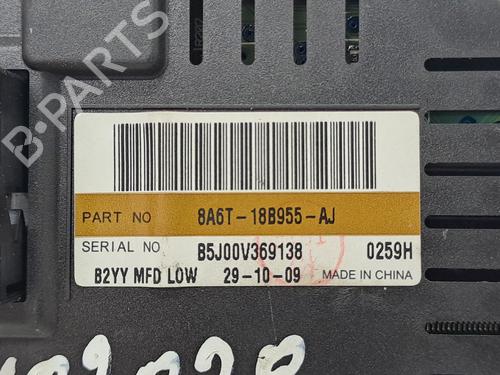 B-PARTS
PART NO 8A6T-18B955-AJ
SERIAL NO B5J00V369138 0259H
B2YY MFD LOW 29-10-09 MADE IN CHINA